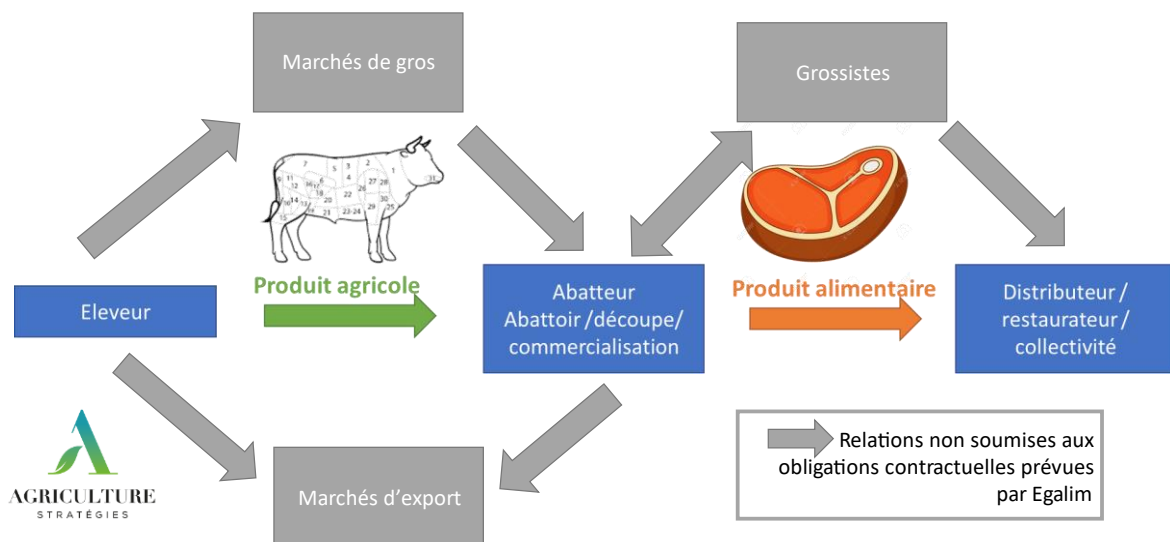 Marchés de gros
Grossistes
Produit agricole
Produit alimentaire
Eleveur
Abatteur
Abattoir /découpe/
commercialisation
Distributeur /
restaurateur /
collectivité
Marchés d’export
Relations non soumises aux
obligations contractuelles prévues
par Egalim
AGRICULTURE
STRATÉGIES